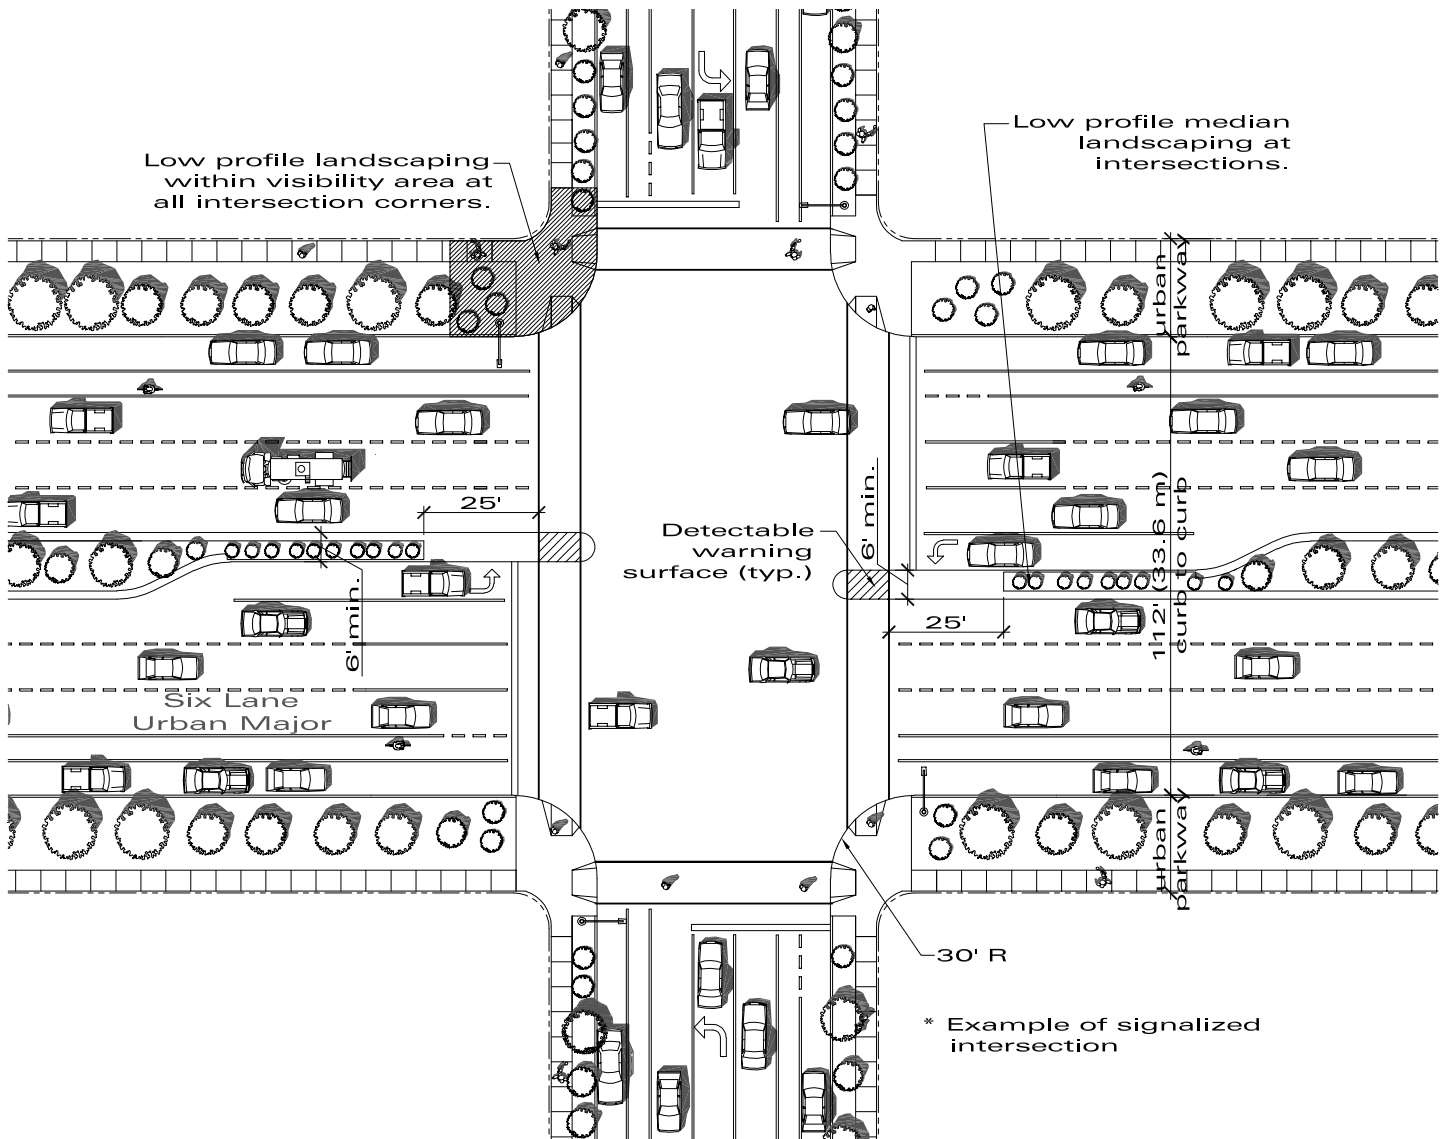 Low profile landscaping
within visibility area at
all intersection corners.
Low profile median
landscaping at
intersections.
urban
parkway
25'
6' min.
Detectable
warning
surface (typ.)
6' min.
25'
112' (33.6 m)
curb to curb
Six Lane
Urban Major
urban
parkway
30' R
* Example of signalized
intersection